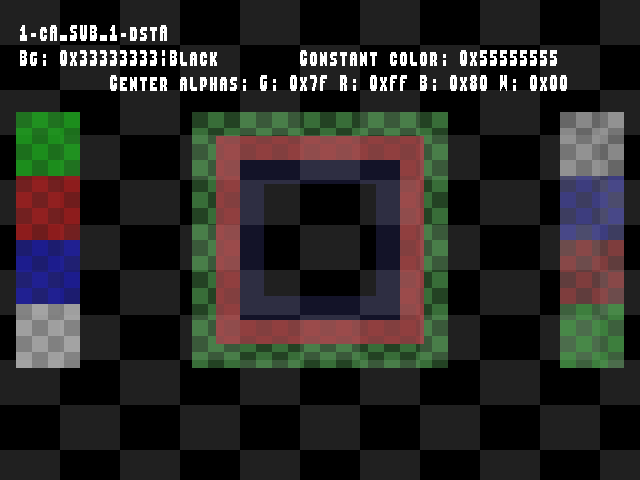 1-cA_SUB_1-dstA
Bg: 0x33333333¦Black Constant color: 0x55555555
Center alphas: G: 0x7f R: 0xff B: 0x80 W: 0x00